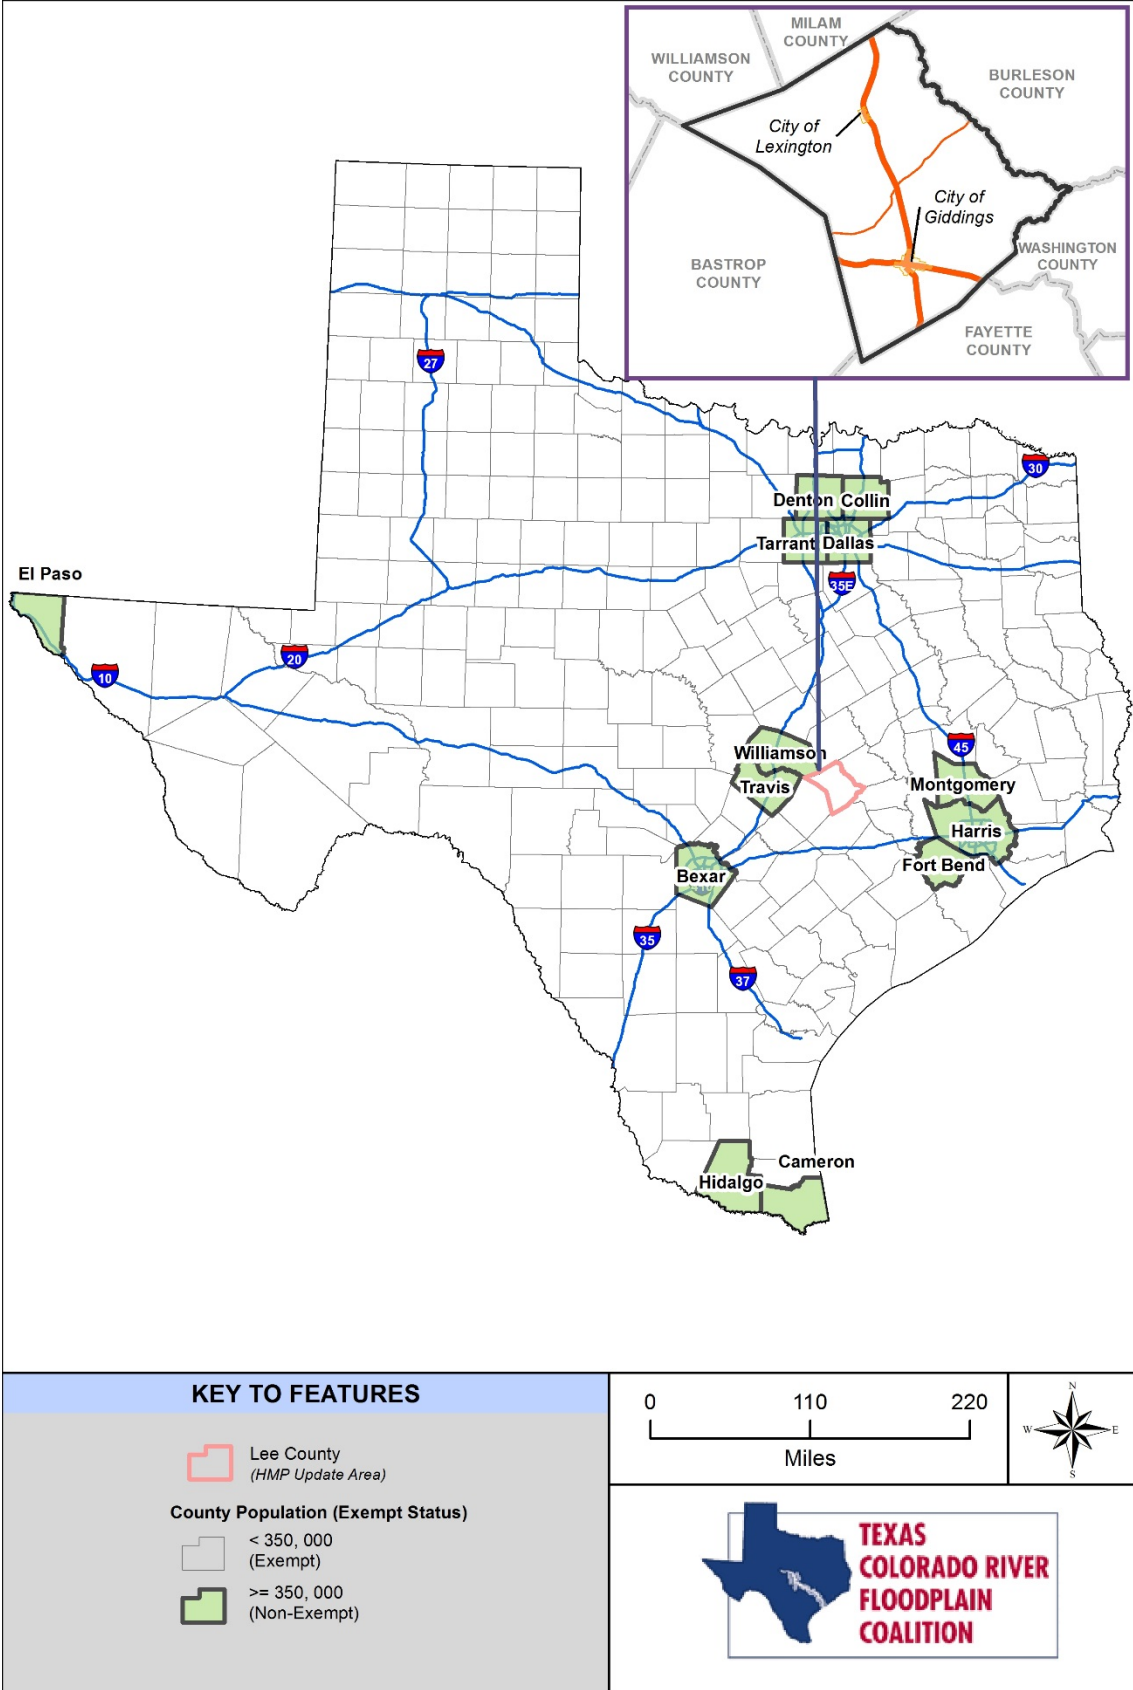 MILAM
COUNTY
WILLIAMSON
COUNTY
BURLESON
COUNTY
City of
Lexington
City of
Giddings
WASHINGTON
COUNTY
BASTROP
COUNTY
FAYETTE
COUNTY
27
30
Denton Collin
Tarrant Dallas
35E
El Paso
20
10
45
Williamson
Travis
Montgomery
Harris
Fort Bend
Bexar
35
37
Cameron
Hidalgo
KEY TO FEATURES
Lee County
(HMP Update Area)
County Population (Exempt Status)
< 350, 000
(Exempt)
>= 350, 000
(Non-Exempt)
0 110 220
Miles
N
W E
S
TEXAS
COLORADO RIVER
FLOODPLAIN
COALITION